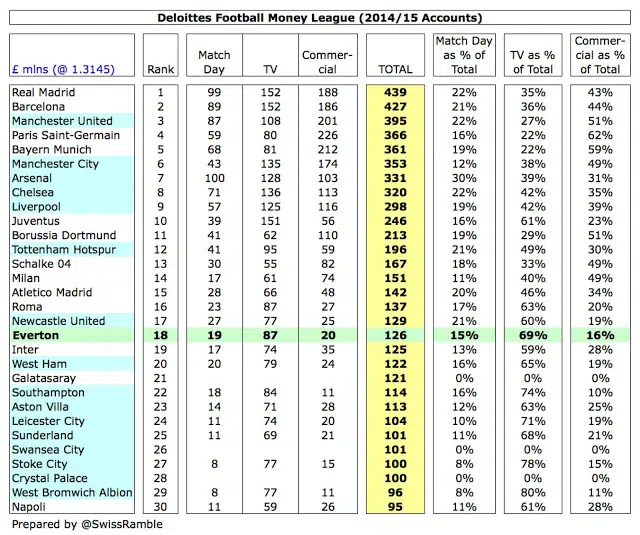 Deloittes Football Money League (2014/15 Accounts)
Match Commer- Match Day TV as % Commer-
£ mlns (@ 1.3145) Rank Day TV cial TOTAL as % of of Total cial as %
Total of Total
Real Madrid 1 99 152 188 439 22% 35% 43%
Barcelona 2 89 152 186 427 21% 36% 44%
Manchester United 3 87 108 201 395 22% 27% 51%
Paris Saint-Germain 4 59 80 226 366 16% 22% 62%
Bayern Munich 5 68 81 212 361 19% 22% 59%
Manchester City 6 43 135 174 353 12% 38% 49%
Arsenal 7 100 128 103 331 30% 39% 31%
Chelsea 8 71 136 113 320 22% 42% 35%
Liverpool 9 57 125 116 298 19% 42% 39%
Juventus 10 39 151 56 246 16% 61% 23%
Borussia Dortmund 11 41 62 110 213 19% 29% 51%
Tottenham Hotspur 12 41 95 59 196 21% 49% 30%
Schalke 04 13 30 55 82 167 18% 33% 49%
Milan 14 17 61 74 151 11% 40% 49%
Atletico Madrid 15 28 66 48 142 20% 46% 34%
Roma 16 23 87 27 137 17% 63% 20%
Newcastle United 17 27 77 25 129 21% 60% 19%
Everton 18 19 87 20 126 15% 69% 16%
Inter 19 17 74 35 125 13% 59% 28%
West Ham 20 20 79 24 122 16% 65% 19%
Galatasaray 21 121 0% 0% 0%
Southampton 22 18 84 11 114 16% 74% 10%
Aston Villa 23 14 71 28 113 12% 63% 25%
Leicester City 24 11 74 20 104 10% 71% 19%
Sunderland 25 11 69 21 101 11% 68% 21%
Swansea City 26 101 0% 0% 0%
Stoke City 27 8 77 15 100 8% 78% 15%
Crystal Palace 28 100 0% 0% 0%
West Bromwich Albion 29 8 77 11 96 8% 80% 11%
Napoli 30 11 59 26 95 11% 61% 28%
Prepared by @SwissRamble